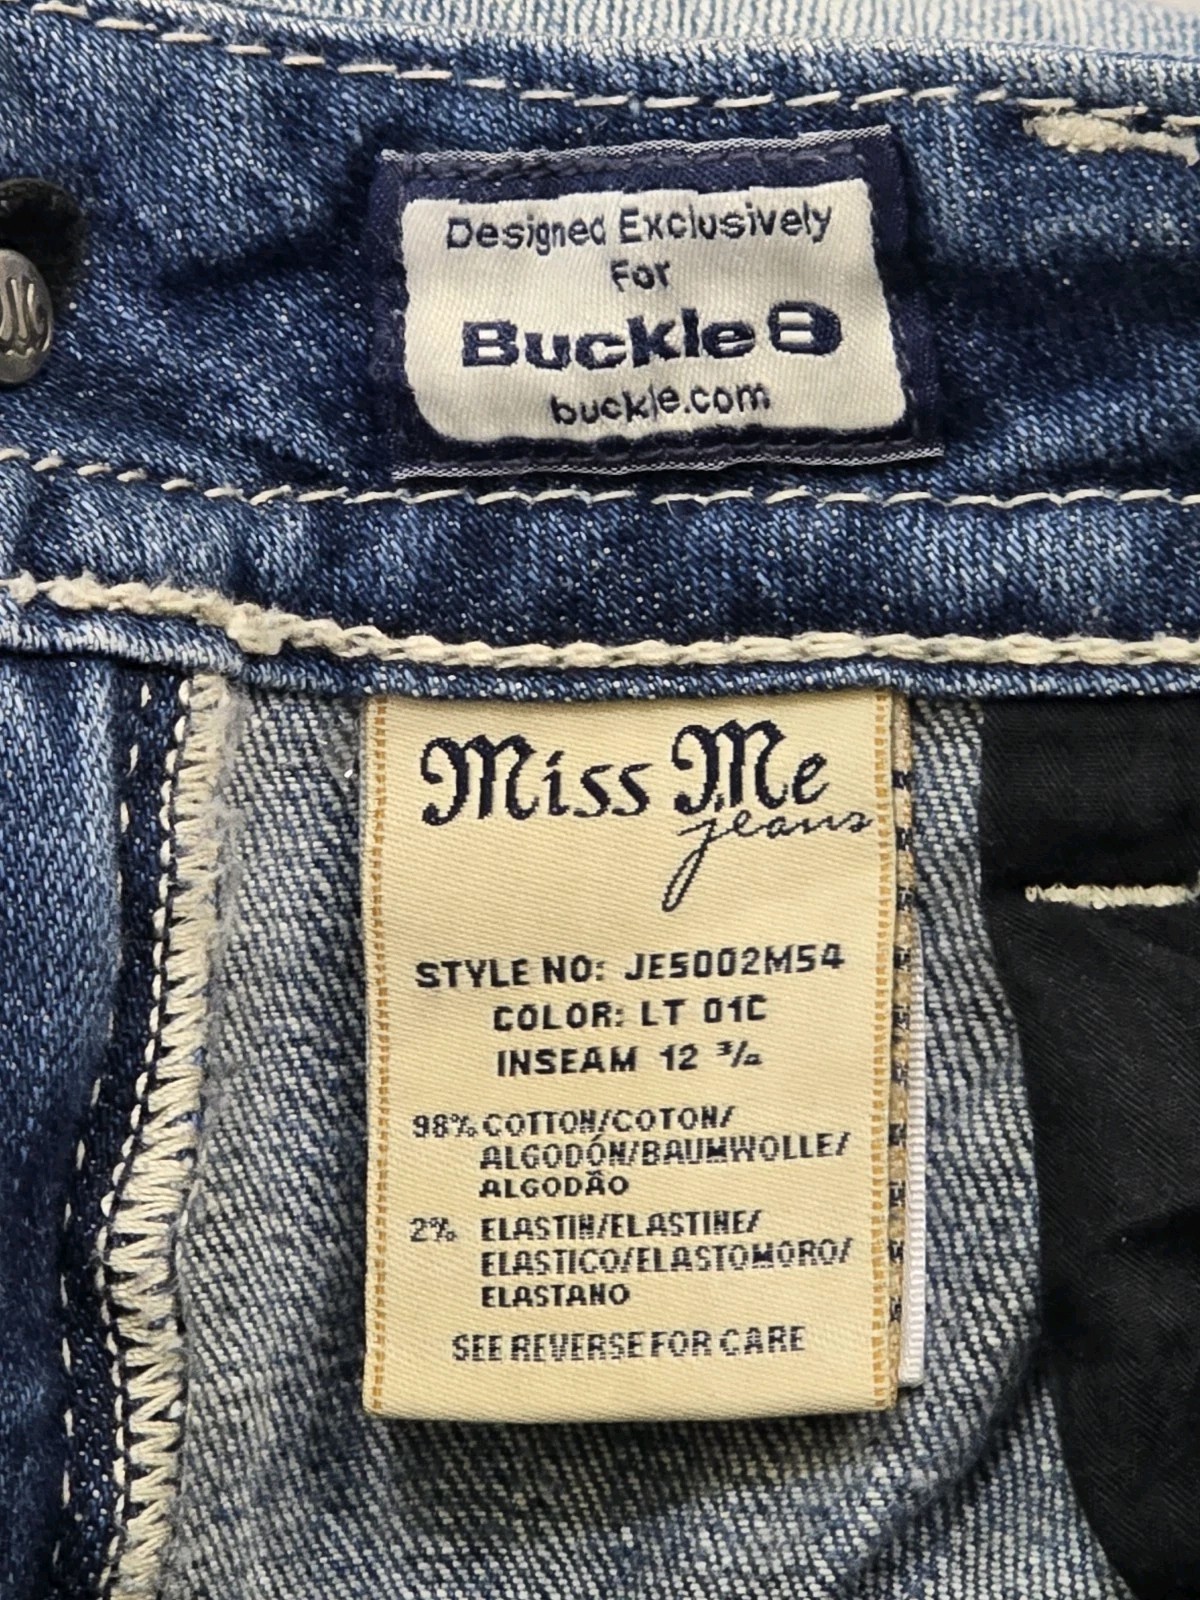 Designed Exclusively
For
Buckle B
buckle.com
Miss Me
jeans
STYLE NO: JE5002M54
COLOR: LT 01C
INSEAM 12 ¾
98% COTTON/COTON/
ALGODÓN/BAUMWOLLE/
ALGODÃO
2% ELASTIN/ELASTINE/
ELASTICO/ELASTOMORO/
ELASTANO
SEE REVERSE FOR CARE